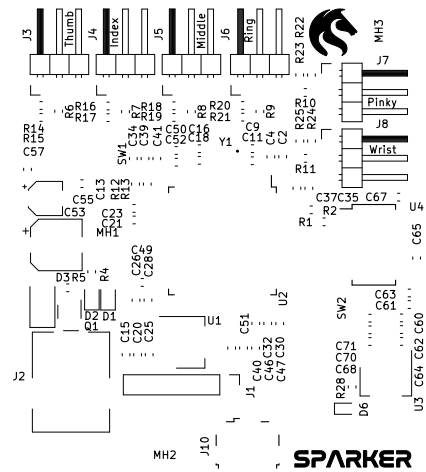 J3
Thumb
J4
Index
J5
Middle
J6
Ring
R22
R23
MH3
J7
Pinky
J8
Wrist
R6
R16
R17
R7
R18
R19
R8
R20
R21
R9
R10
R25
R24
R14
R15
C57
SW1
C34
C39
C41
C50
C52
C16
C18
Y1
C9
C11
C4
C2
R11
C55
C53
C13
R12
R13
C23
C21
MH1
C37
C35
C67
R1
R2
U4
C65
C49
C26
C28
D3
R5
R4
D2
D1
Q1
U2
C63
C61
SW2
C60
C15
C20
C25
U1
C51
C40
C46
C32
C47
C30
C71
C70
C68
C62
C64
R28
D6
U3
J2
J1
J10
MH2
SPARKER